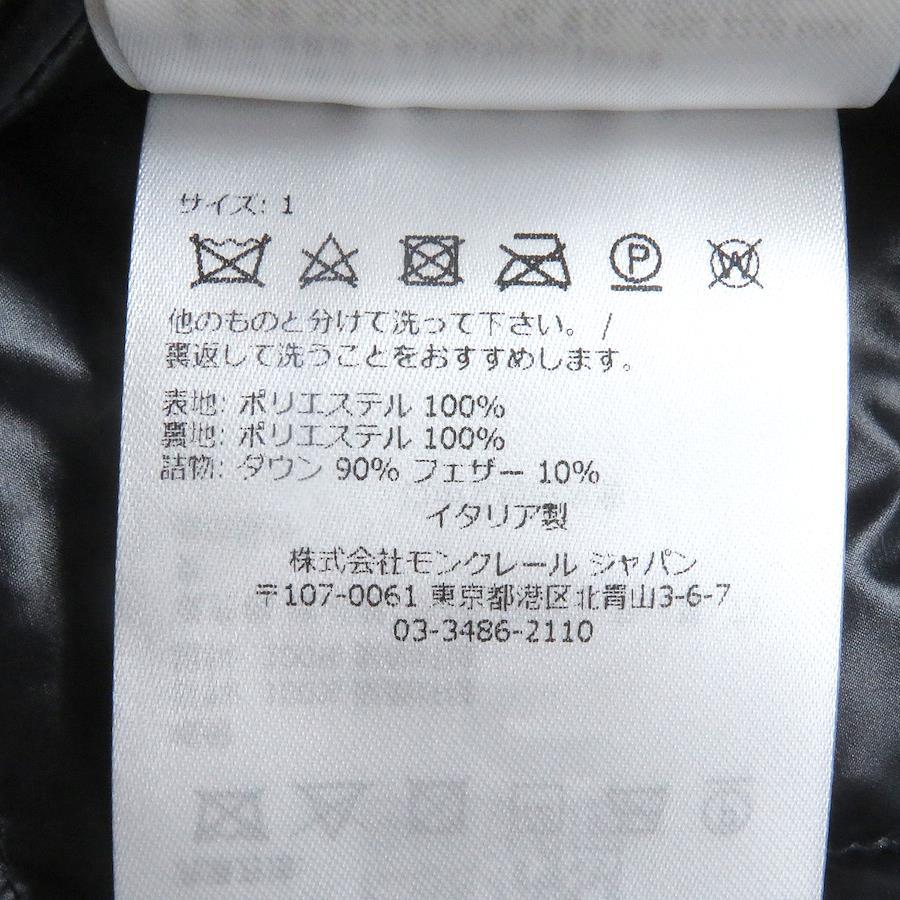 サイズ: 1
P W
他のものと分けて洗って下さい。 /
裏返して洗うことをおすすめします。
表地: ポリエステル 100%
裏地: ポリエステル 100%
詰物: ダウン 90% フェザー 10%
イタリア製
株式会社モンクレール ジャパン
〒107-0061 東京都港区北青山3-6-7
03-3486-2110